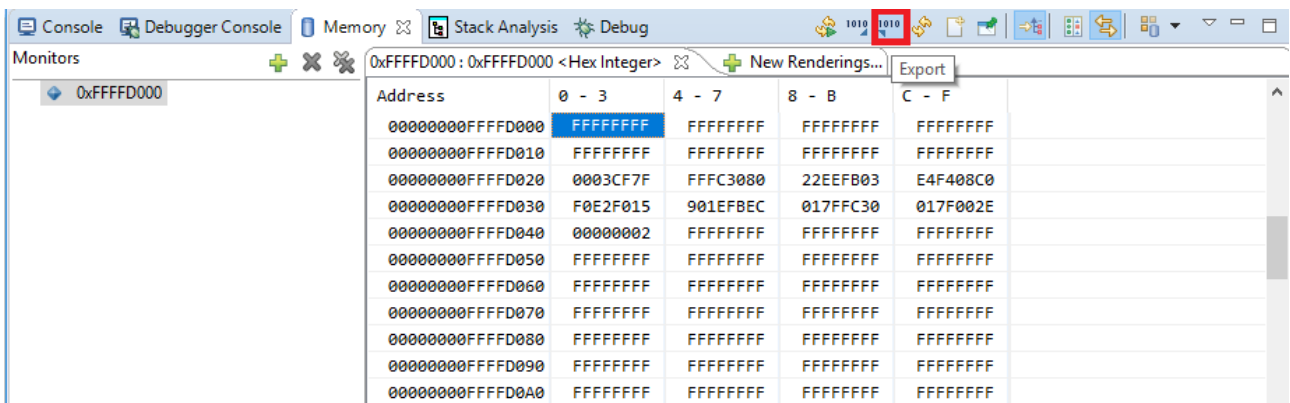 Console Debugger Console Memory Stack Analysis Debug
Monitors
0xFFFFD000 : 0xFFFFD000 <Hex Integer> New Renderings... Export
0xFFFFD000
Address 0 - 3 4 - 7 8 - B C - F
00000000FFFFD000 FFFFFFFF FFFFFFFF FFFFFFFF FFFFFFFF
00000000FFFFD010 FFFFFFFF FFFFFFFF FFFFFFFF FFFFFFFF
00000000FFFFD020 0003CF7F FFFC3080 22EEFB03 E4F408C0
00000000FFFFD030 F0E2F015 901EFBEC 017FFC30 017F002E
00000000FFFFD040 00000002 FFFFFFFF FFFFFFFF FFFFFFFF
00000000FFFFD050 FFFFFFFF FFFFFFFF FFFFFFFF FFFFFFFF
00000000FFFFD060 FFFFFFFF FFFFFFFF FFFFFFFF FFFFFFFF
00000000FFFFD070 FFFFFFFF FFFFFFFF FFFFFFFF FFFFFFFF
00000000FFFFD080 FFFFFFFF FFFFFFFF FFFFFFFF FFFFFFFF
00000000FFFFD090 FFFFFFFF FFFFFFFF FFFFFFFF FFFFFFFF
00000000FFFFD0A0 FFFFFFFF FFFFFFFF FFFFFFFF FFFFFFFF